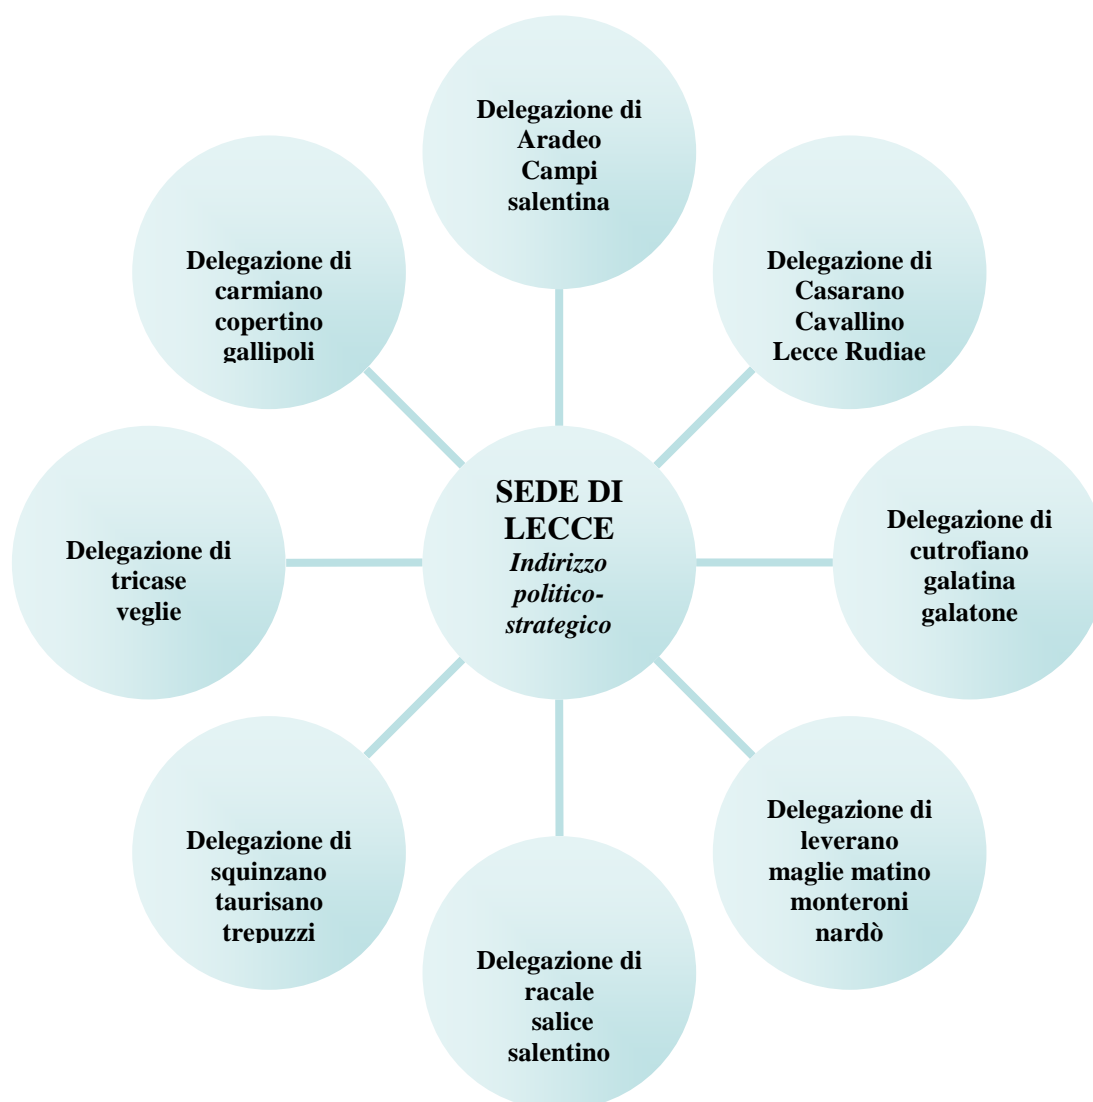 Delegazione di
Aradeo
Campi
salentina
Delegazione di
carmiano
copertino
gallipoli
Delegazione di
Casarano
Cavallino
Lecce Rudiae
SEDE DI
LECCE
Indirizzo
politico-
strategico
Delegazione di
tricase
veglie
Delegazione di
cutrofiano
galatina
galatone
Delegazione di
squinzano
taurisano
trepuzzi
Delegazione di
leverano
maglie matino
monteroni
nardò
Delegazione di
racale
salice
salentino